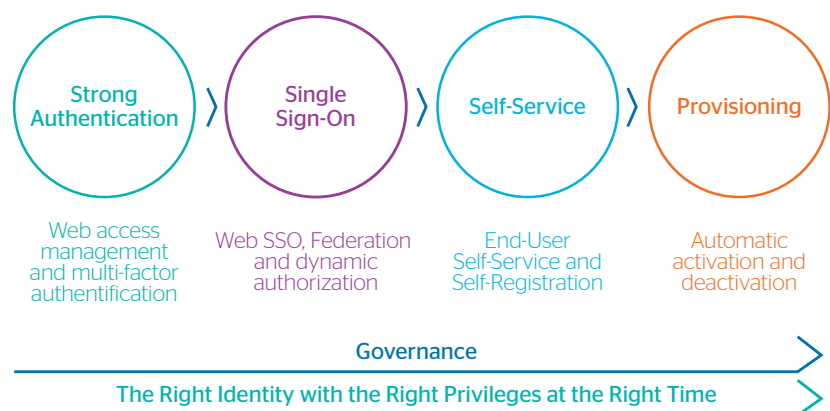 Strong
Authentication
Single
Sign-On
Self-Service
Provisioning
Web access
management
and multi-factor
authentification
Web SSO, Federation
and dynamic
authorization
End-User
Self-Service and
Self-Registration
Automatic
activation and
deactivation
Governance
The Right Identity with the Right Privileges at the Right Time